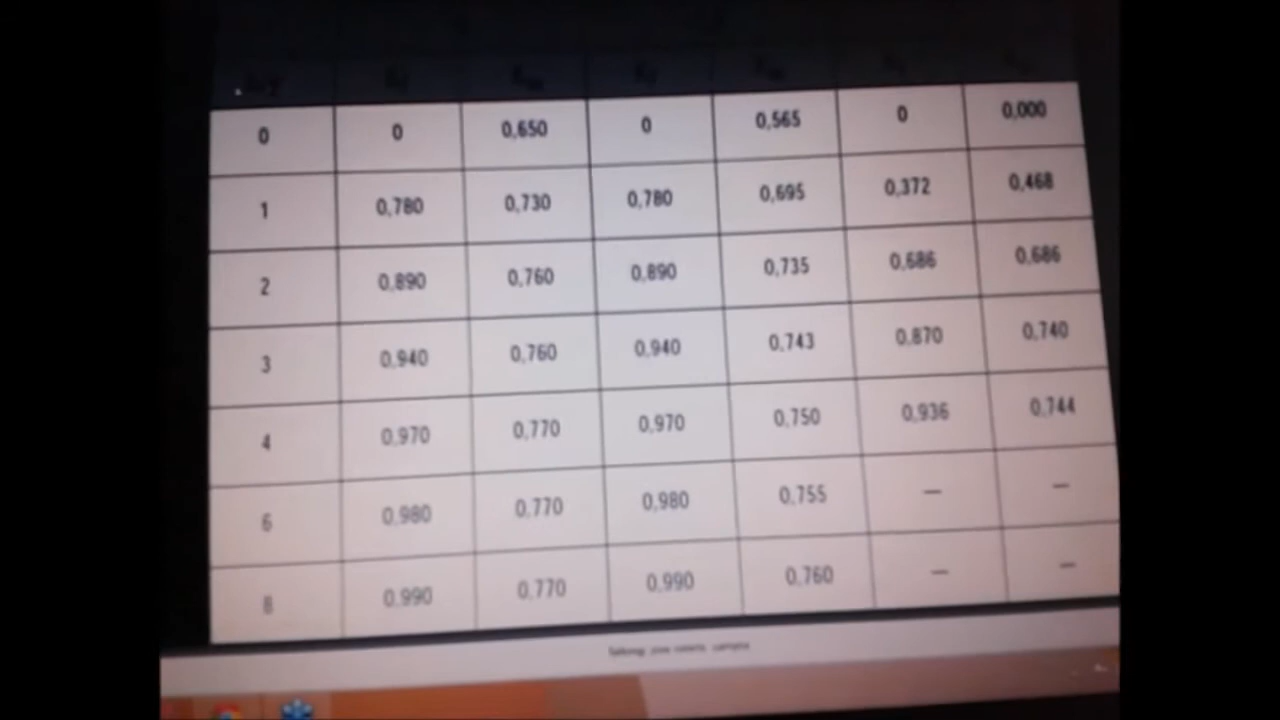 0 0 0,650 0 0,565 0 0,000
1 0,780 0,730 0,780 0,695 0,372 0,468
2 0,890 0,760 0,890 0,735 0,686 0,686
3 0,940 0,760 0,940 0,743 0,870 0,740
4 0,970 0,770 0,970 0,750 0,936 0,744
6 0,980 0,770 0,980 0,755 — —
8 0,990 0,770 0,990 0,760 — —
Talking: